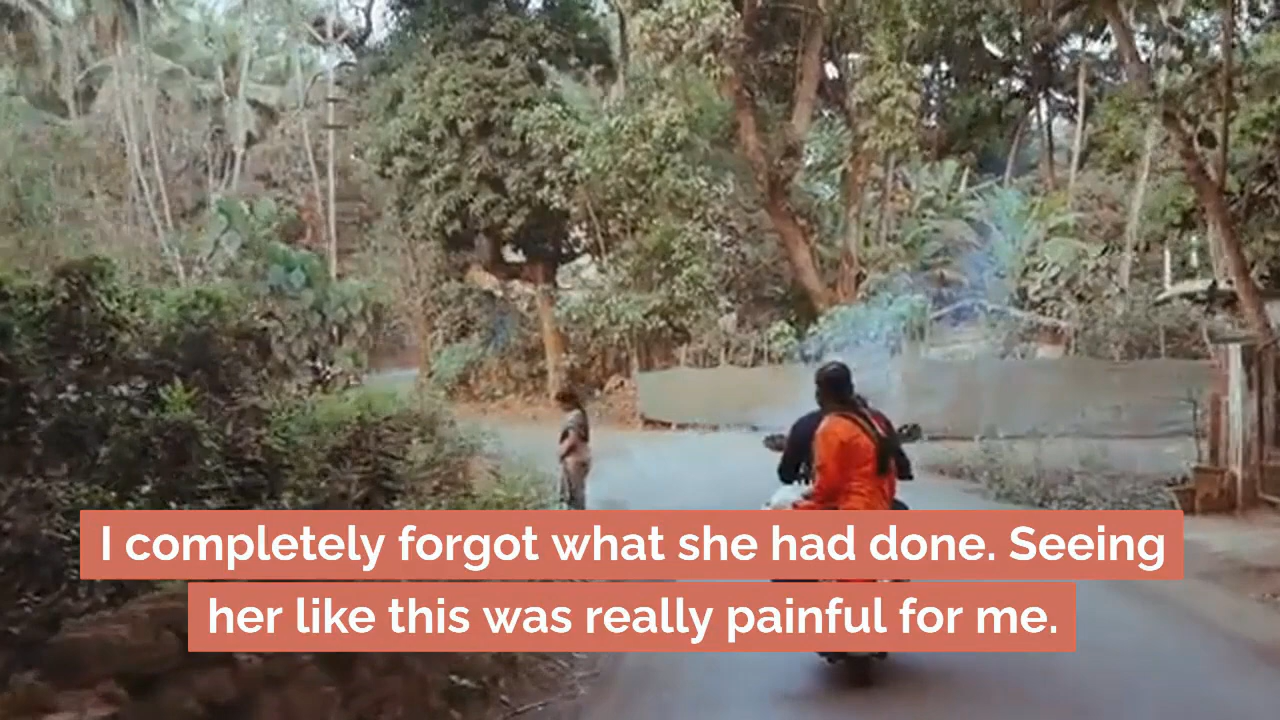 I completely forgot what she had done. Seeing
her like this was really painful for me.